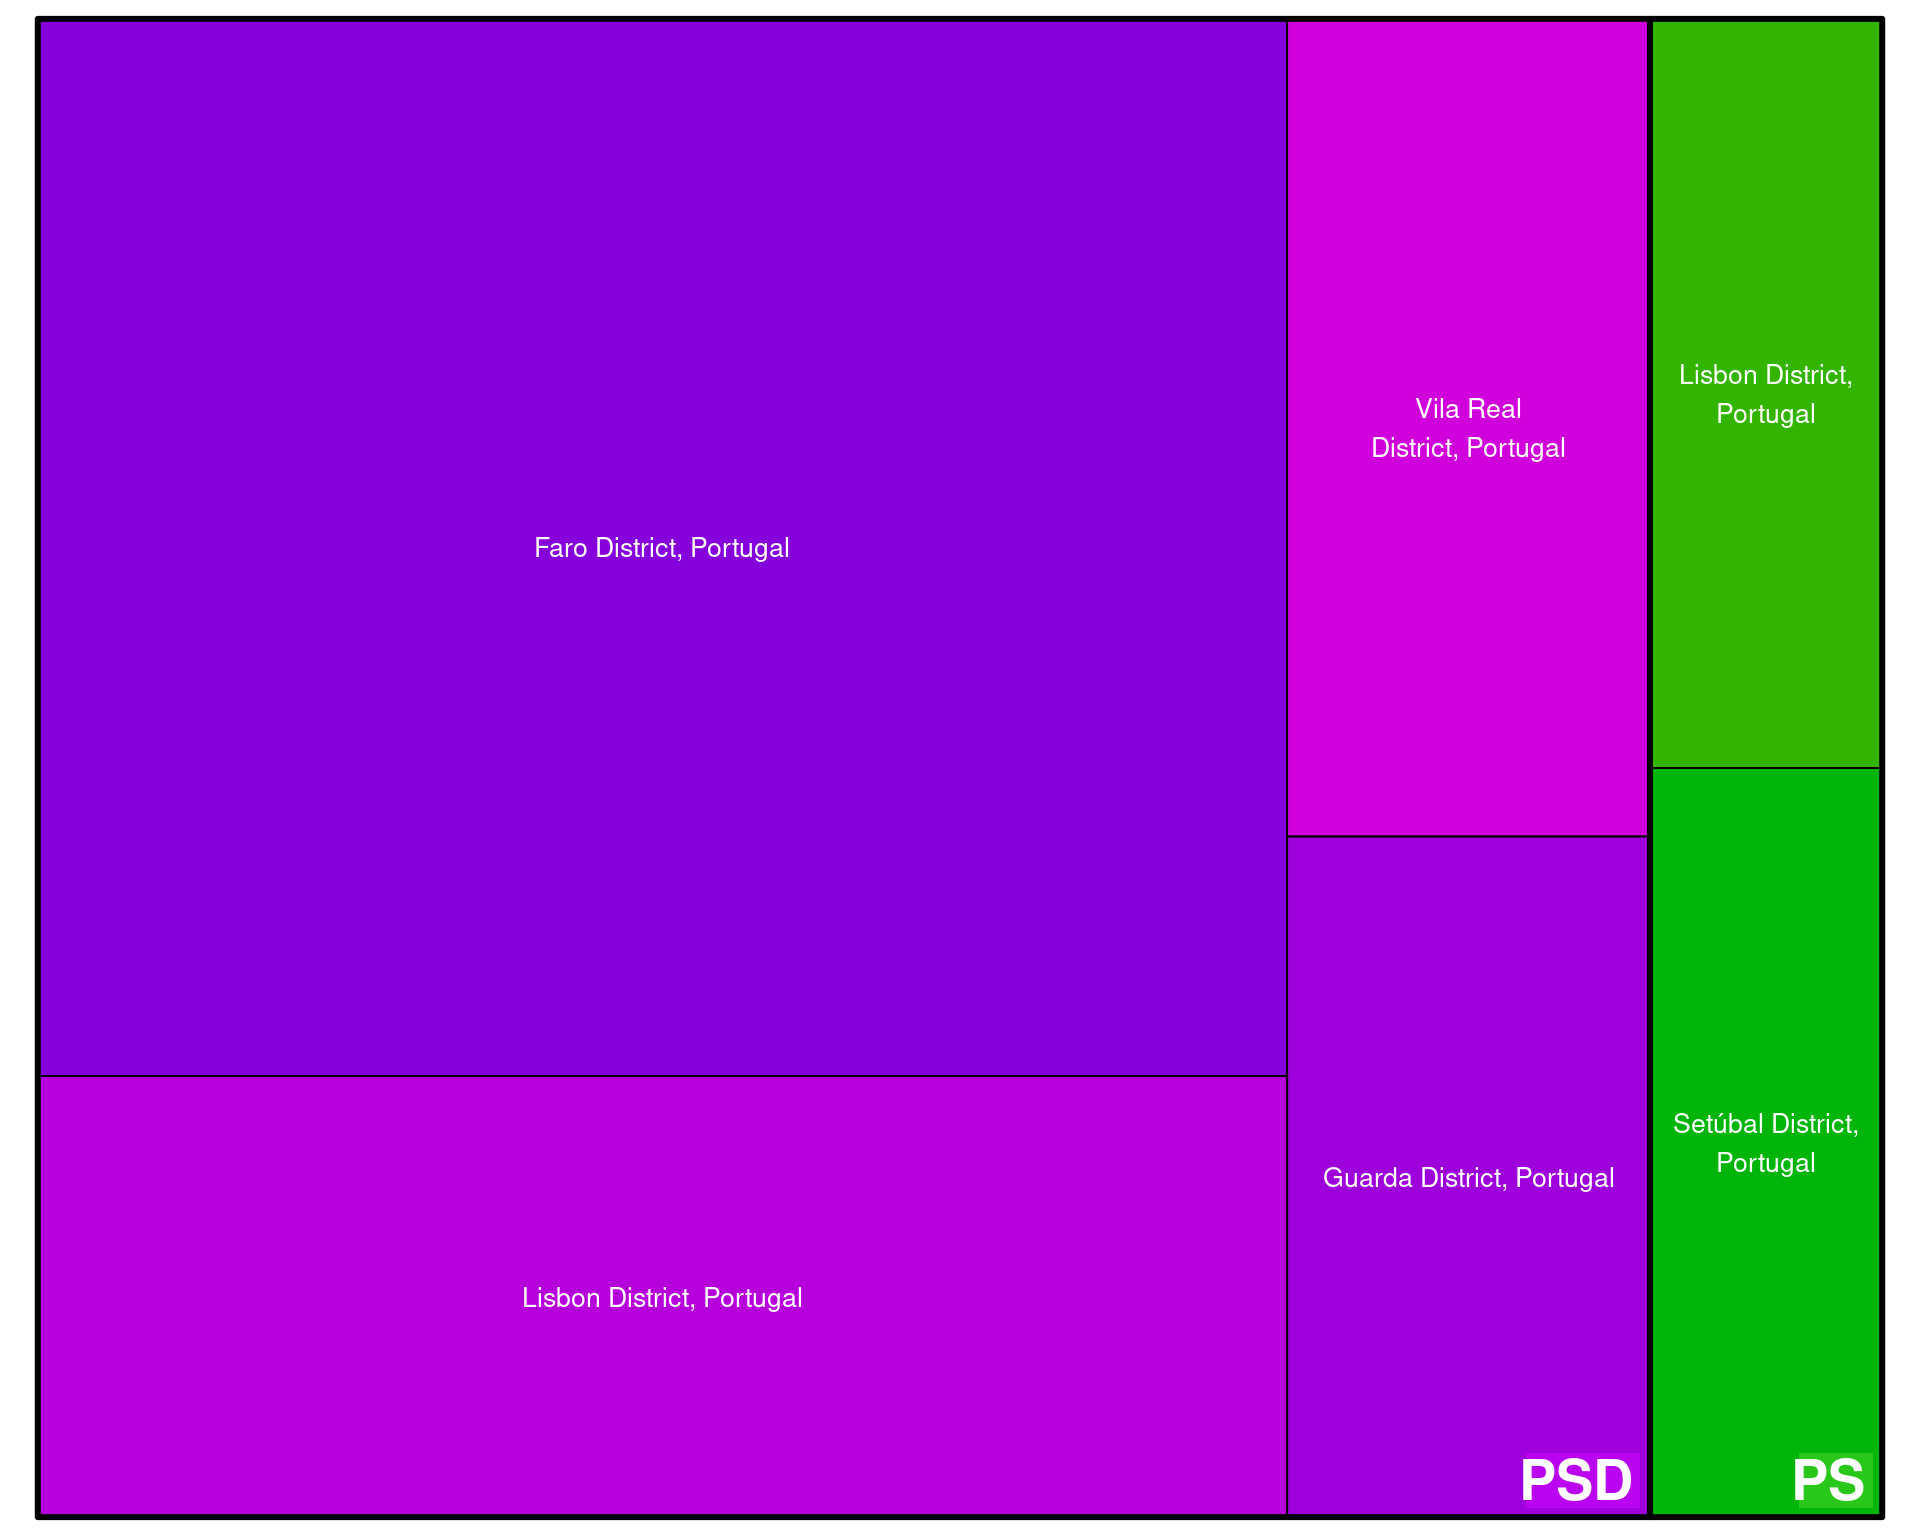 Faro District, Portugal
Lisbon District, Portugal
Vila Real
District, Portugal
Guarda District, Portugal
PSD
Lisbon District,
Portugal
Setúbal District,
Portugal
PS